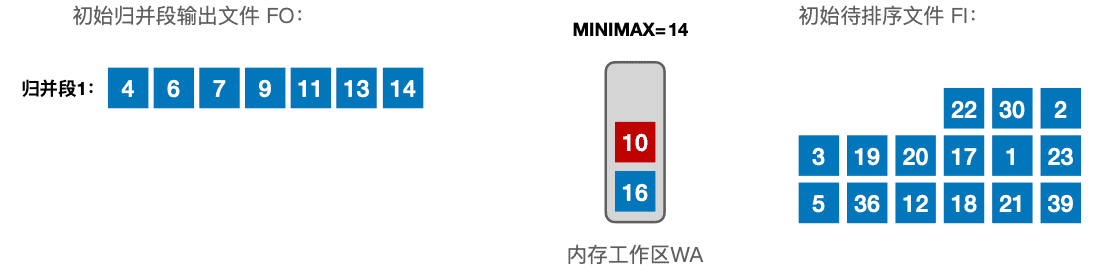 初始归并段输出文件 FO：
MINIMAX=14
初始待排序文件 FI：
归并段1： 4 6 7 9 11 13 14
10
16
22 30 2
3 19 20 17 1 23
5 36 12 18 21 39
内存工作区WA